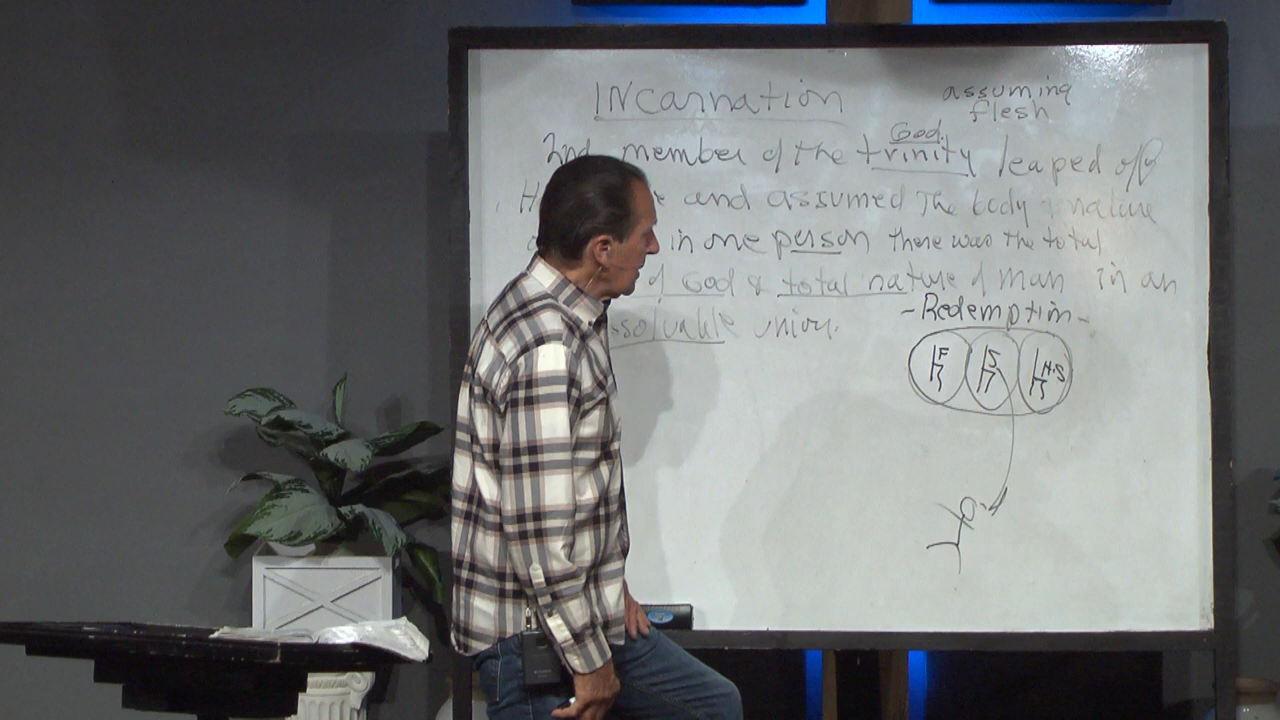 INcarnation
assuming
flesh
God.
2nd member of the trinity leaped off
and assumed The body & nature
in one person there was the total
of God & total nature of man in an
union.
-Redemption-
F S H.S